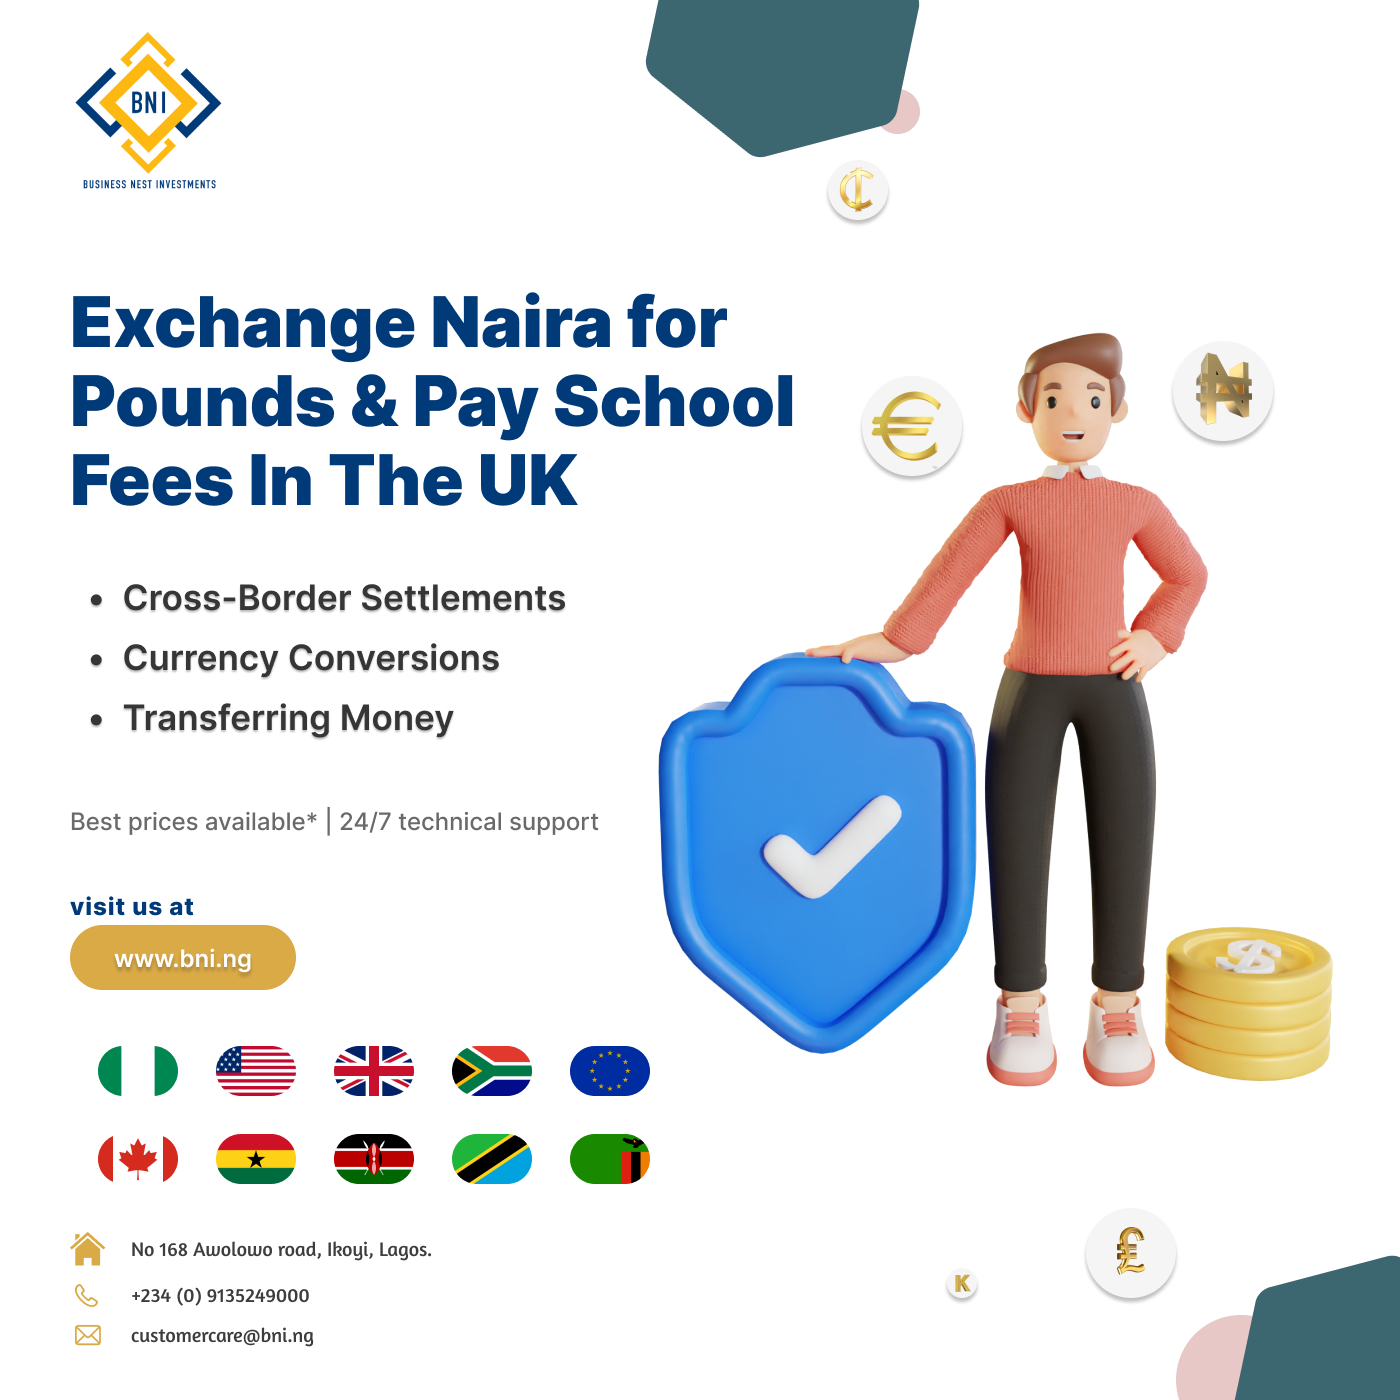 BNI
BUSINESS NEST INVESTMENTS
₵
Exchange Naira for
Pounds & Pay School
Fees In The UK
€
₦
• Cross-Border Settlements
• Currency Conversions
• Transferring Money
Best prices available* | 24/7 technical support
visit us at
www.bni.ng
$
No 168 Awolowo road, Ikoyi, Lagos.
+234 (0) 9135249000
customercare@bni.ng
£
K